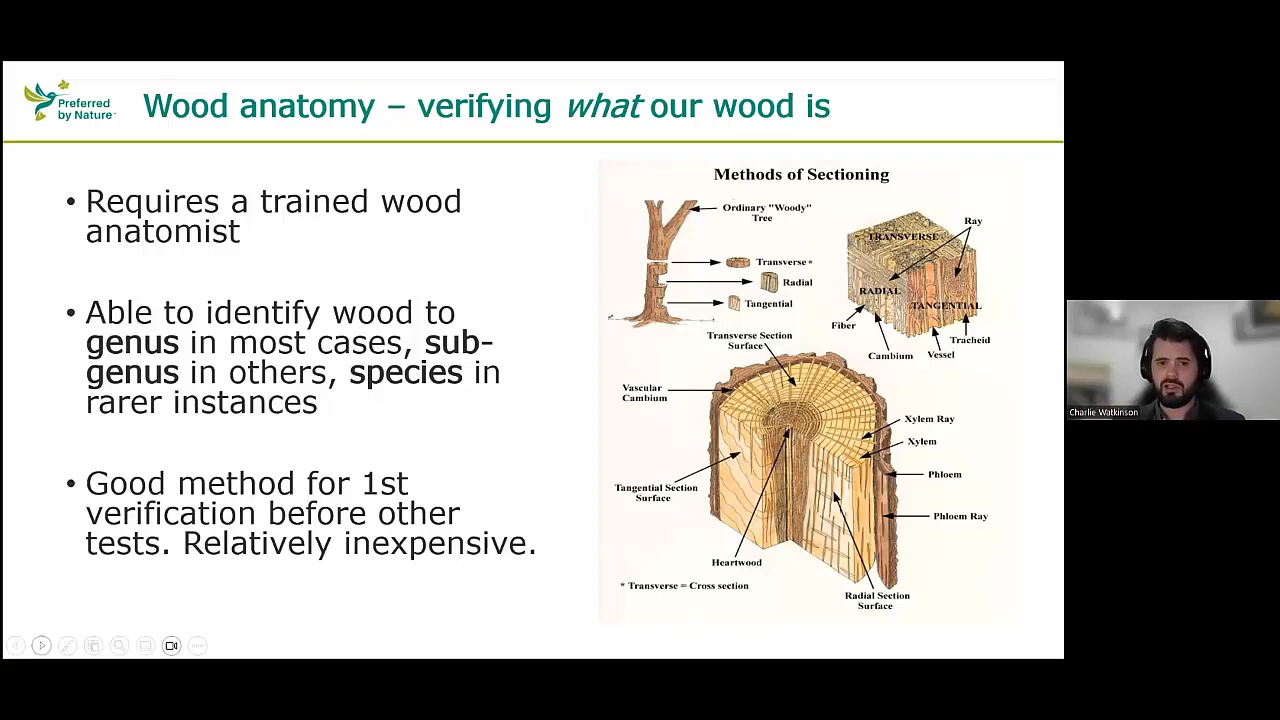 Preferred
by Nature™
Wood anatomy – verifying what our wood is
• Requires a trained wood
anatomist
• Able to identify wood to
genus in most cases, sub-
genus in others, species in
rarer instances
• Good method for 1st
verification before other
tests. Relatively inexpensive.
Methods of Sectioning
Ordinary "Woody"
Tree
Transverse*
Radial
Tangential
Ray
TRANSVERSE
RADIAL
TANGENTIAL
Fiber
Cambium
Vessel
Tracheid
Transverse Section
Surface
Vascular
Cambium
Xylem Ray
Xylem
Phloem
Tangential Section
Surface
Phloem Ray
Heartwood
* Transverse = Cross section
Radial Section
Surface
Charlie Watkinson